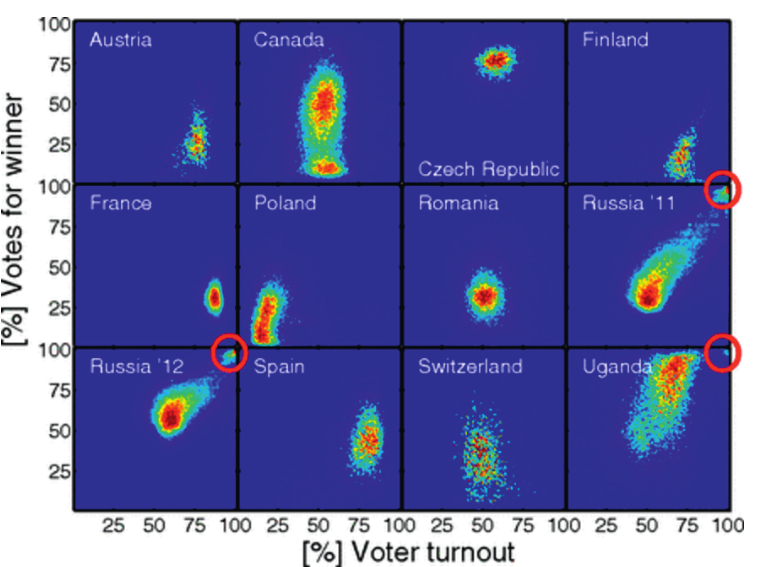 100
Austria
Canada
Finland
75
50
25
Czech Republic
100
France
Poland
Romania
Russia '11
75
50
25
100
Russia '12
Spain
Switzerland
Uganda
75
50
25
25 50 75 100 25 50 75 100 25 50 75 100 25 50 75 100
[%] Voter turnout
[%] Votes for winner